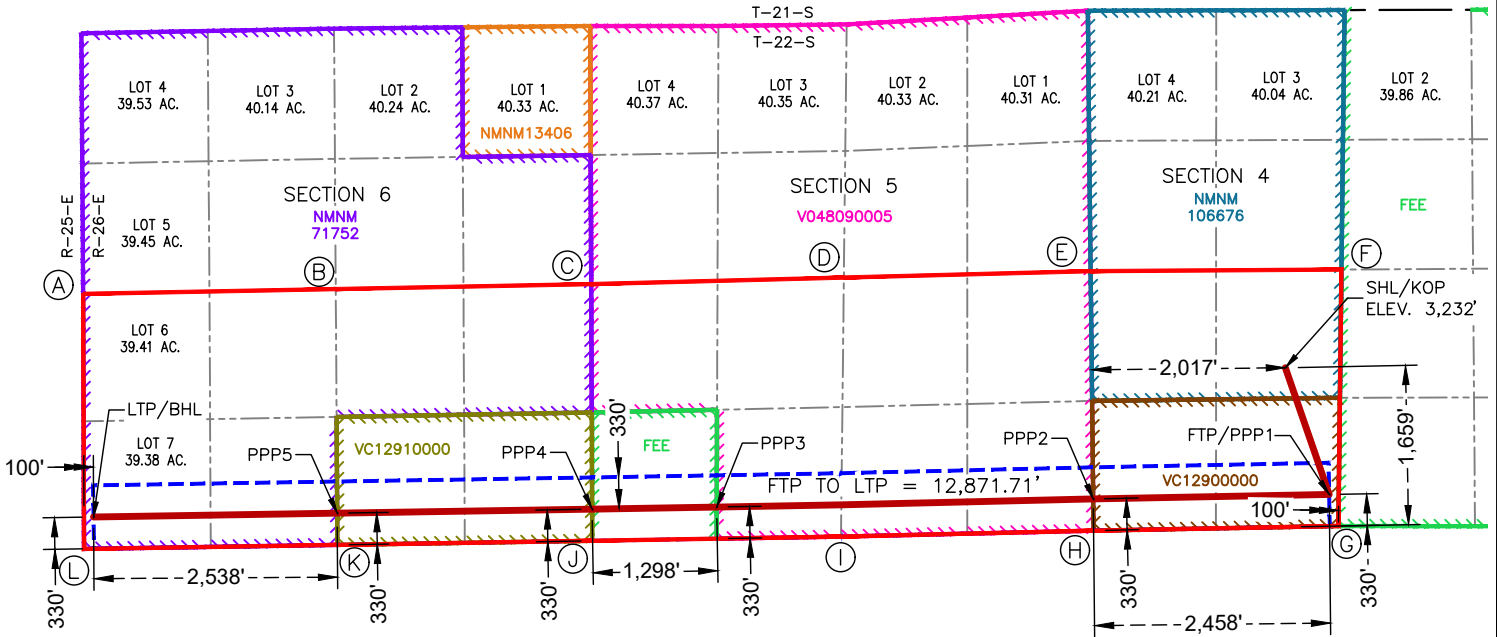 T-21-S
T-22-S
LOT 4
39.53 AC.
LOT 3
40.14 AC.
LOT 2
40.24 AC.
LOT 1
40.33 AC.
NMNM13406
LOT 4
40.37 AC.
LOT 3
40.35 AC.
LOT 2
40.33 AC.
LOT 1
40.31 AC.
LOT 4
40.21 AC.
LOT 3
40.04 AC.
LOT 2
39.86 AC.
R-25-E
R-26-E
SECTION 6
NMNM
71752
SECTION 5
V048090005
SECTION 4
NMNM
106676
FEE
LOT 5
39.45 AC.
A
B
C
D
E
F
SHL/KOP
ELEV. 3,232'
LOT 6
39.41 AC.
2,017'
LTP/BHL
330'
1,659'
LOT 7
39.38 AC.
100'
PPP5
VC12910000
PPP4
FEE
PPP3
PPP2
FTP/PPP1
FTP TO LTP = 12,871.71'
VC12900000
100'
L
K
J
I
H
G
330'
2,538'
330'
330'
1,298'
330'
330'
2,458'
330'